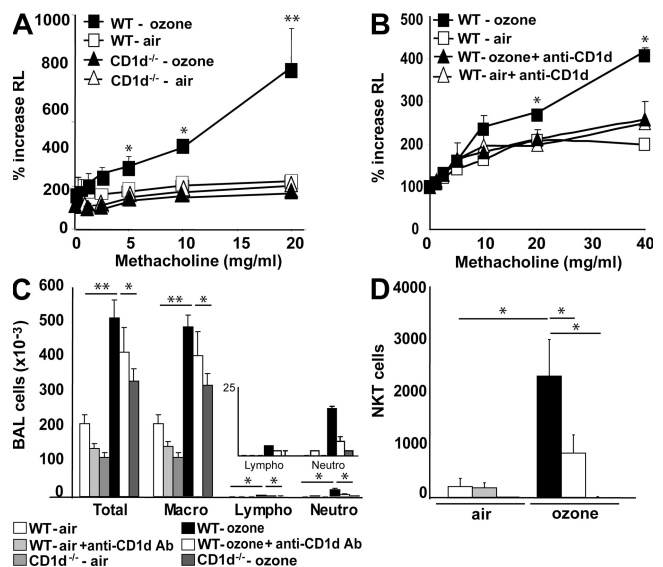 A
1000
800
600
400
200
0
% increase RL
WT - ozone
WT - air
CD1d-/- - ozone
CD1d-/- - air
*
*
**
0 5 10 15 20
Methacholine (mg/ml)
B
500
400
300
200
100
0
% increase RL
WT - ozone
WT - air
WT - ozone + anti-CD1d
WT - air + anti-CD1d
*
*
0 10 20 30 40
Methacholine (mg/ml)
C
600
500
400
300
200
100
0
BAL cells (x10-3)
** *
** *
25
Lympho Neutro
* *
* *
Total Macro Lympho Neutro
WT - air
WT - air + anti-CD1d Ab
CD1d-/- - air
WT - ozone
WT - ozone + anti-CD1d Ab
CD1d-/- - ozone
D
4000
3000
2000
1000
0
NKT cells
* *
*
air ozone